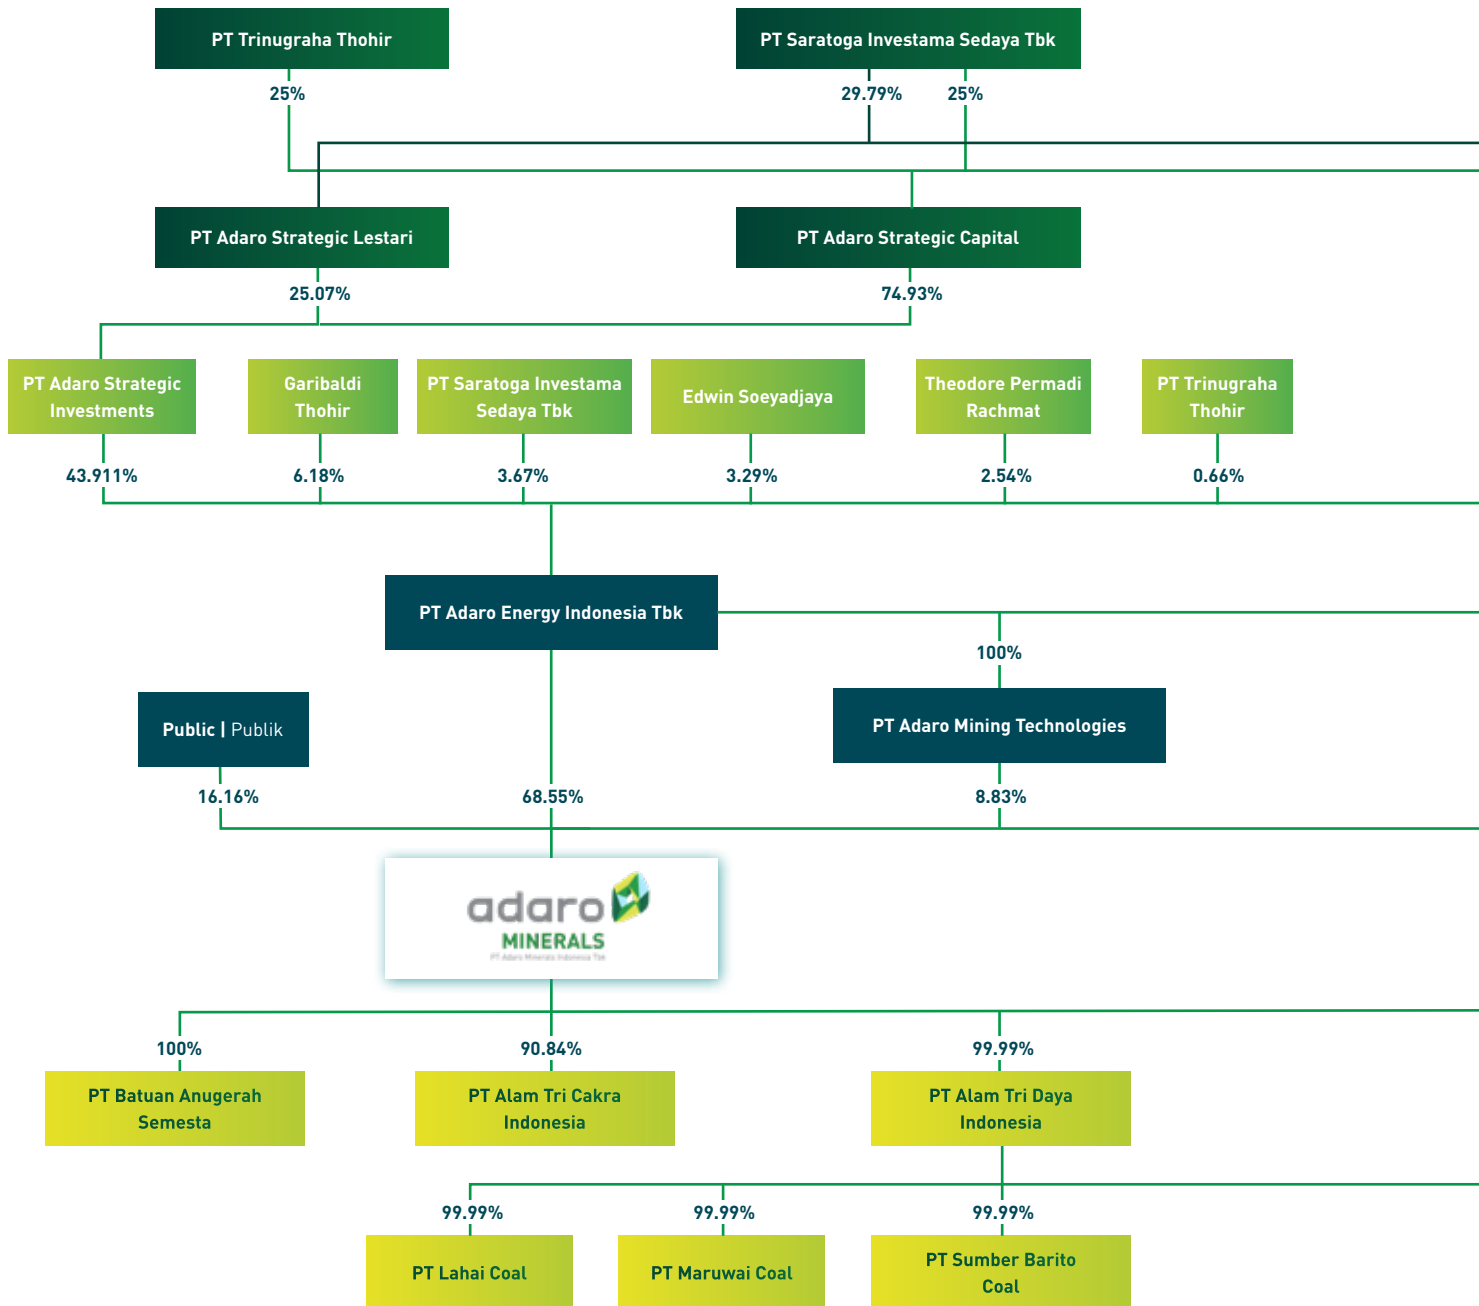 PT Trinugraha Thohir
PT Saratoga Investama Sedaya Tbk
25%
29.79%
25%
PT Adaro Strategic Lestari
PT Adaro Strategic Capital
25.07%
74.93%
PT Adaro Strategic
Investments
Garibaldi
Thohir
PT Saratoga Investama
Sedaya Tbk
Edwin Soeyadjaya
Theodore Permadi
Rachmat
PT Trinugraha
Thohir
43.911%
6.18%
3.67%
3.29%
2.54%
0.66%
PT Adaro Energy Indonesia Tbk
100%
Public | Publik
PT Adaro Mining Technologies
16.16%
68.55%
8.83%
adaro
MINERALS
PT Adaro Minerals Indonesia Tbk
100%
90.84%
99.99%
PT Batuan Anugerah
Semesta
PT Alam Tri Cakra
Indonesia
PT Alam Tri Daya
Indonesia
99.99%
99.99%
99.99%
PT Lahai Coal
PT Maruwai Coal
PT Sumber Barito
Coal